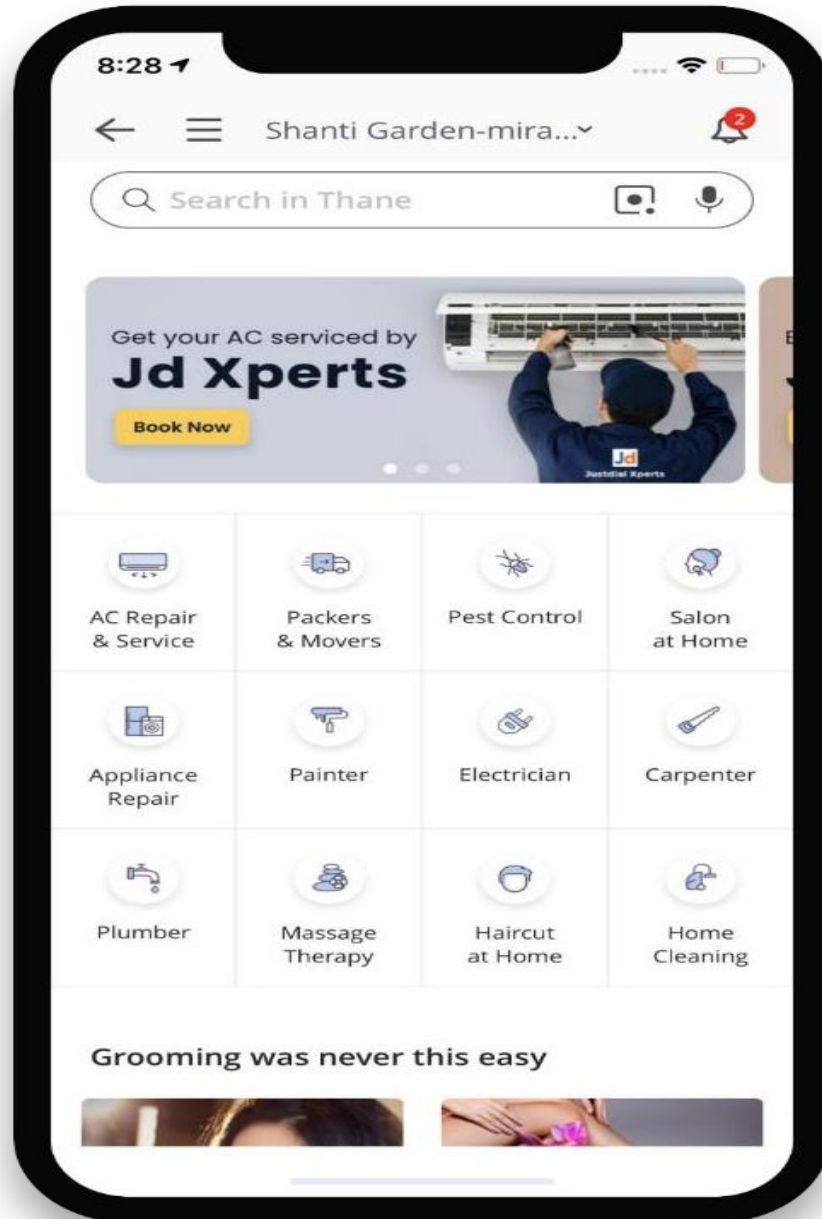 8:28
Shanti Garden-mira...
2
Search in Thane
Get your AC serviced by
Jd Xperts
Book Now
Jd
Justdial Xperts
AC Repair
& Service
Packers
& Movers
Pest Control
Salon
at Home
Appliance
Repair
Painter
Electrician
Carpenter
Plumber
Massage
Therapy
Haircut
at Home
Home
Cleaning
Grooming was never this easy